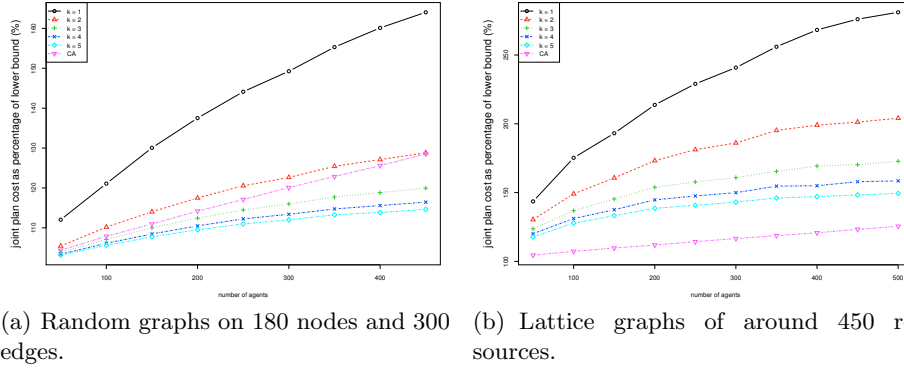 joint plan cost as percentage of lower bound (%)
110 120 130 140 150 160
k = 1
k = 2
k = 3
k = 4
k = 5
CA
100 200 300 400
number of agents
(a) Random graphs on 180 nodes and 300
edges.
joint plan cost as percentage of lower bound (%)
100 150 200 250
k = 1
k = 2
k = 3
k = 4
k = 5
CA
100 200 300 400 500
number of agents
(b) Lattice graphs of around 450 r
sources.